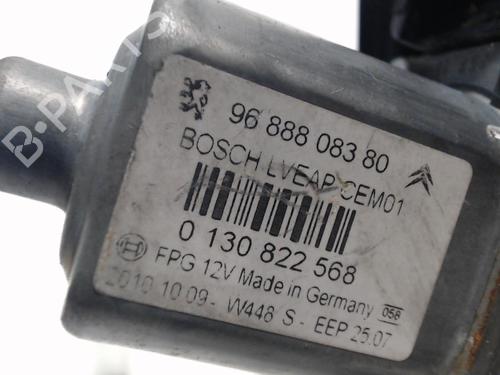 B-PARTS
96 888 083 80
BOSCH LVEAP CEM01
0 130 822 568
FPG 12V Made in Germany 056
2010 10 09 - W448 S - EEP 25.07